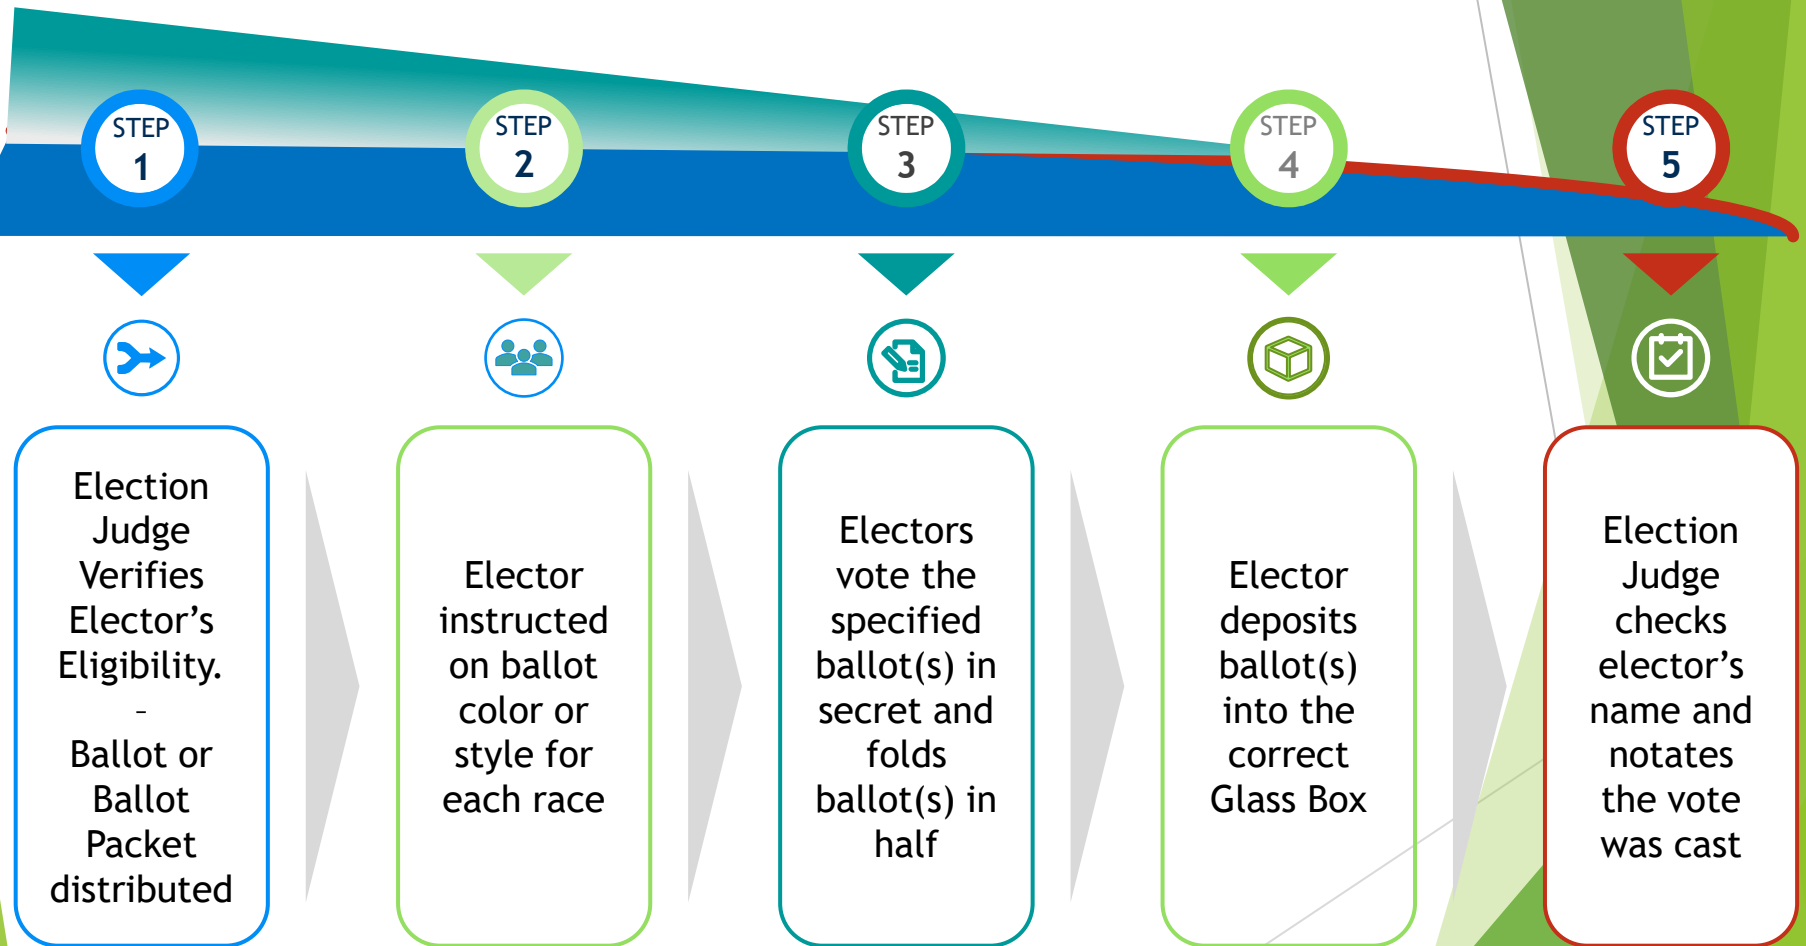 STEP
1
STEP
2
STEP
3
STEP
4
STEP
5
Election
Judge
Verifies
Elector’s
Eligibility.
–
Ballot or
Ballot
Packet
distributed
Elector
instructed
on ballot
color or
style for
each race
Electors
vote the
specified
ballot(s) in
secret and
folds
ballot(s) in
half
Elector
deposits
ballot(s)
into the
correct
Glass Box
Election
Judge
checks
elector’s
name and
notates
the vote
was cast